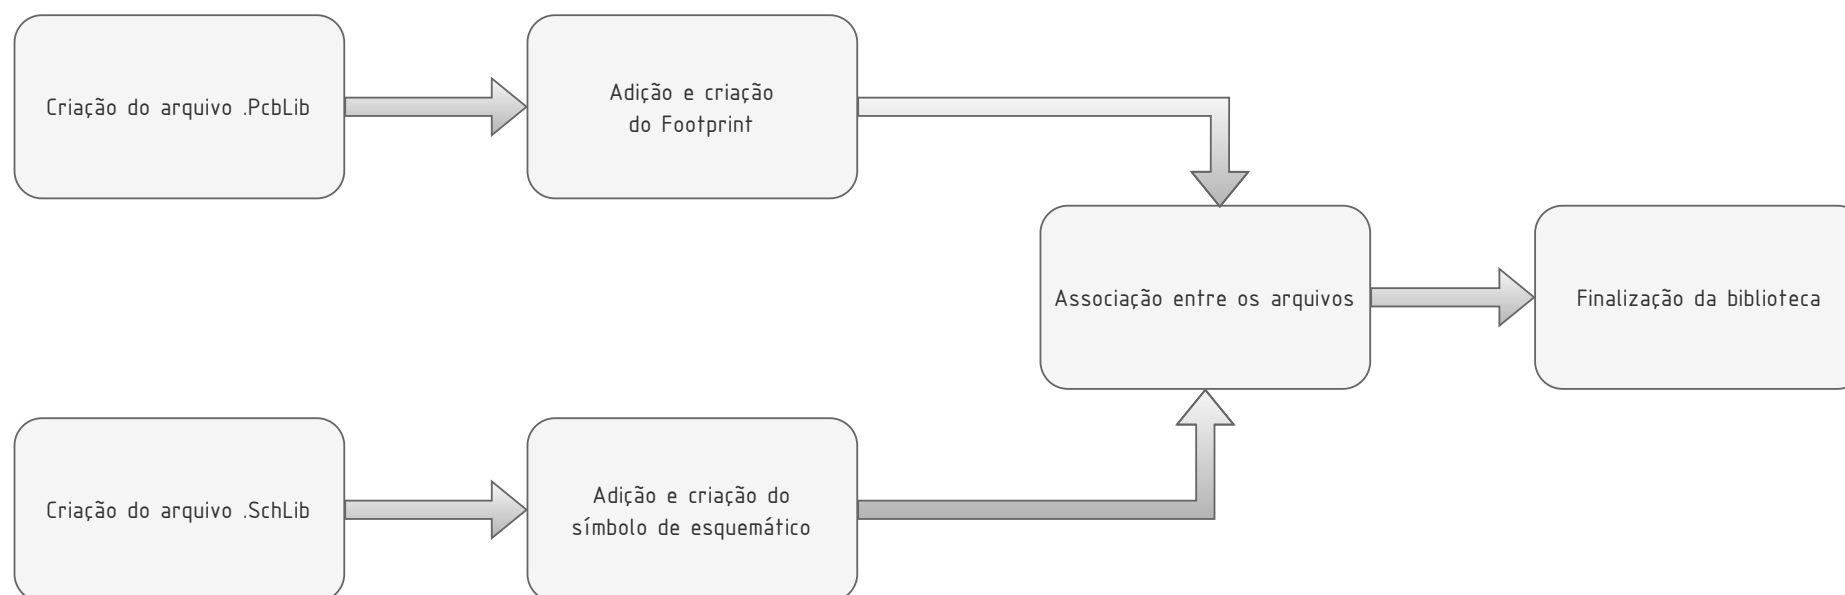 Criação do arquivo .PcbLib
Adição e criação
do Footprint
Associação entre os arquivos
Finalização da biblioteca
Criação do arquivo .SchLib
Adição e criação do
símbolo de esquemático